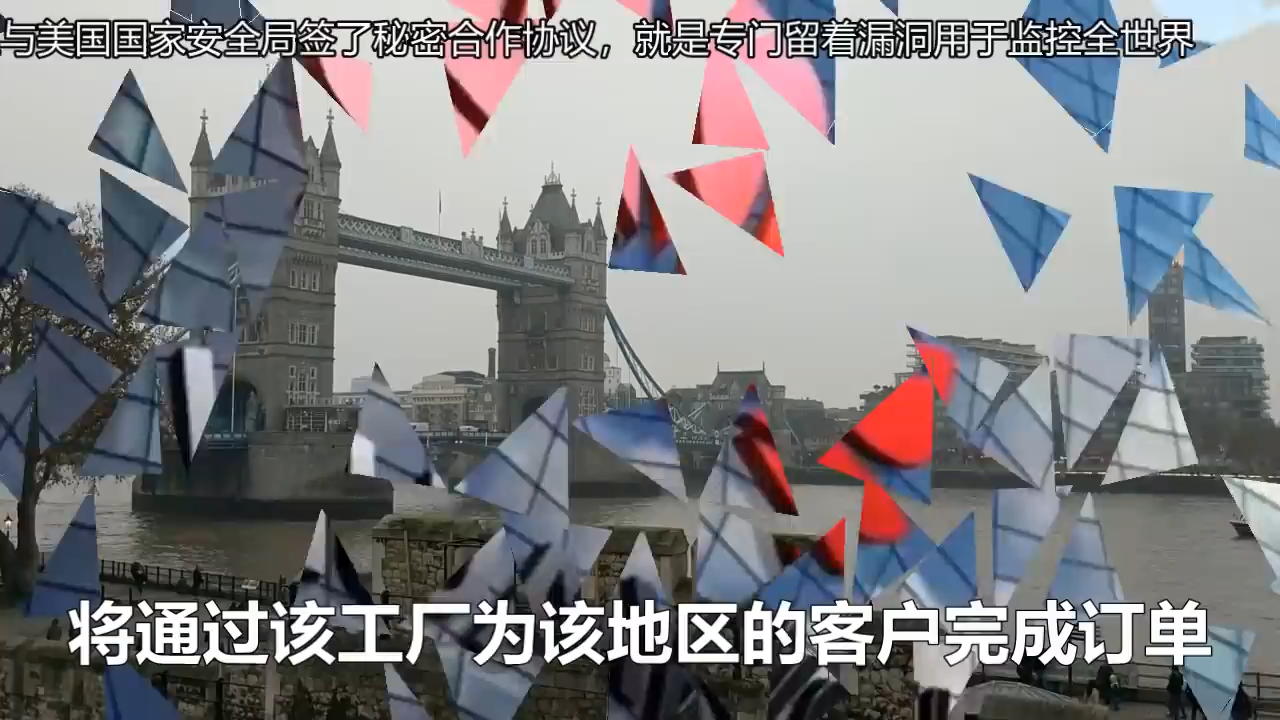 与美国国家安全局签了秘密合作协议，就是专门留着漏洞用于监控全世界
将通过该工厂为该地区的客户完成订单